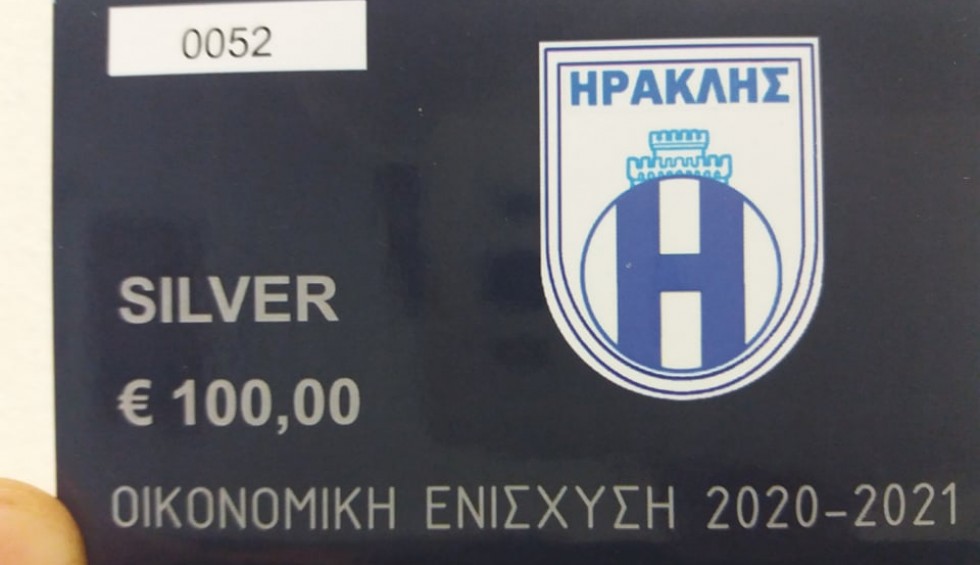 0052
ΗΡΑΚΛΗΣ
Η
SILVER
€ 100,00
ΟΙΚΟΝΟΜΙΚΗ ΕΝΙΣΧΥΣΗ 2020-2021